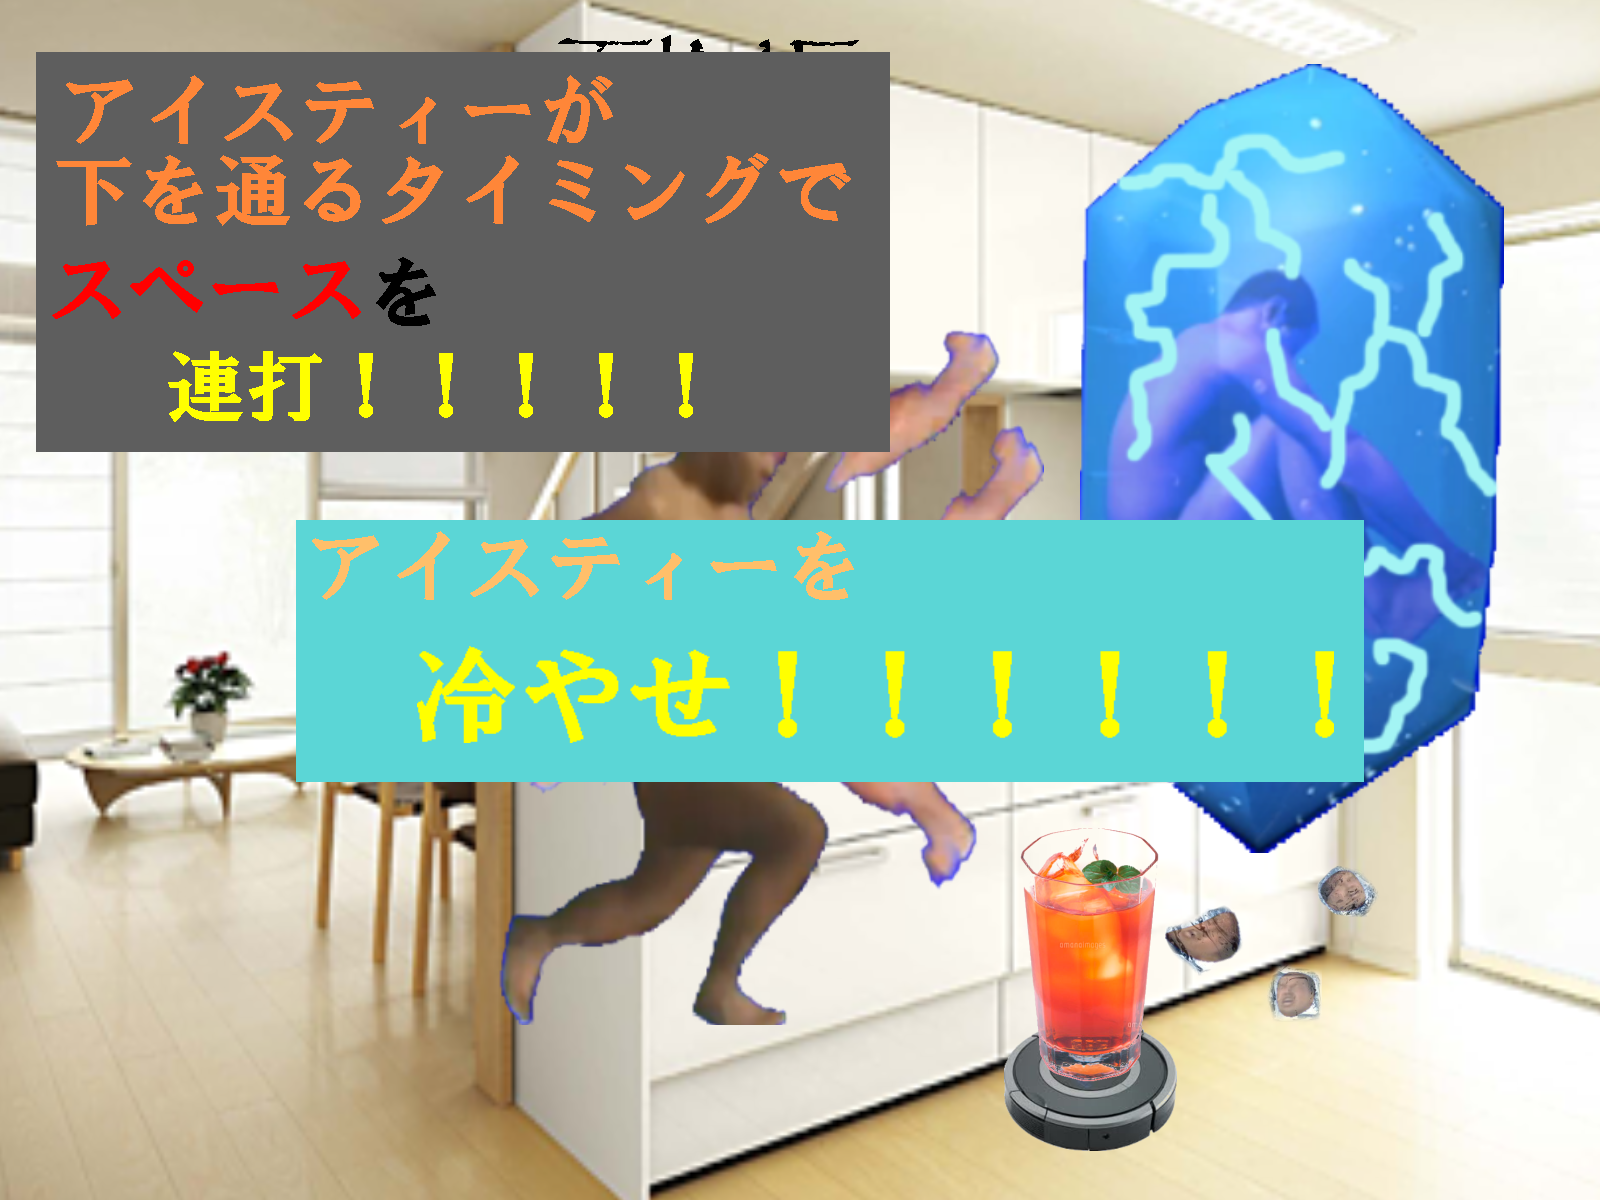 アイスティーが
下を通るタイミングで
スペースを
連打！！！！！
アイスティーを
冷やせ！！！！！！